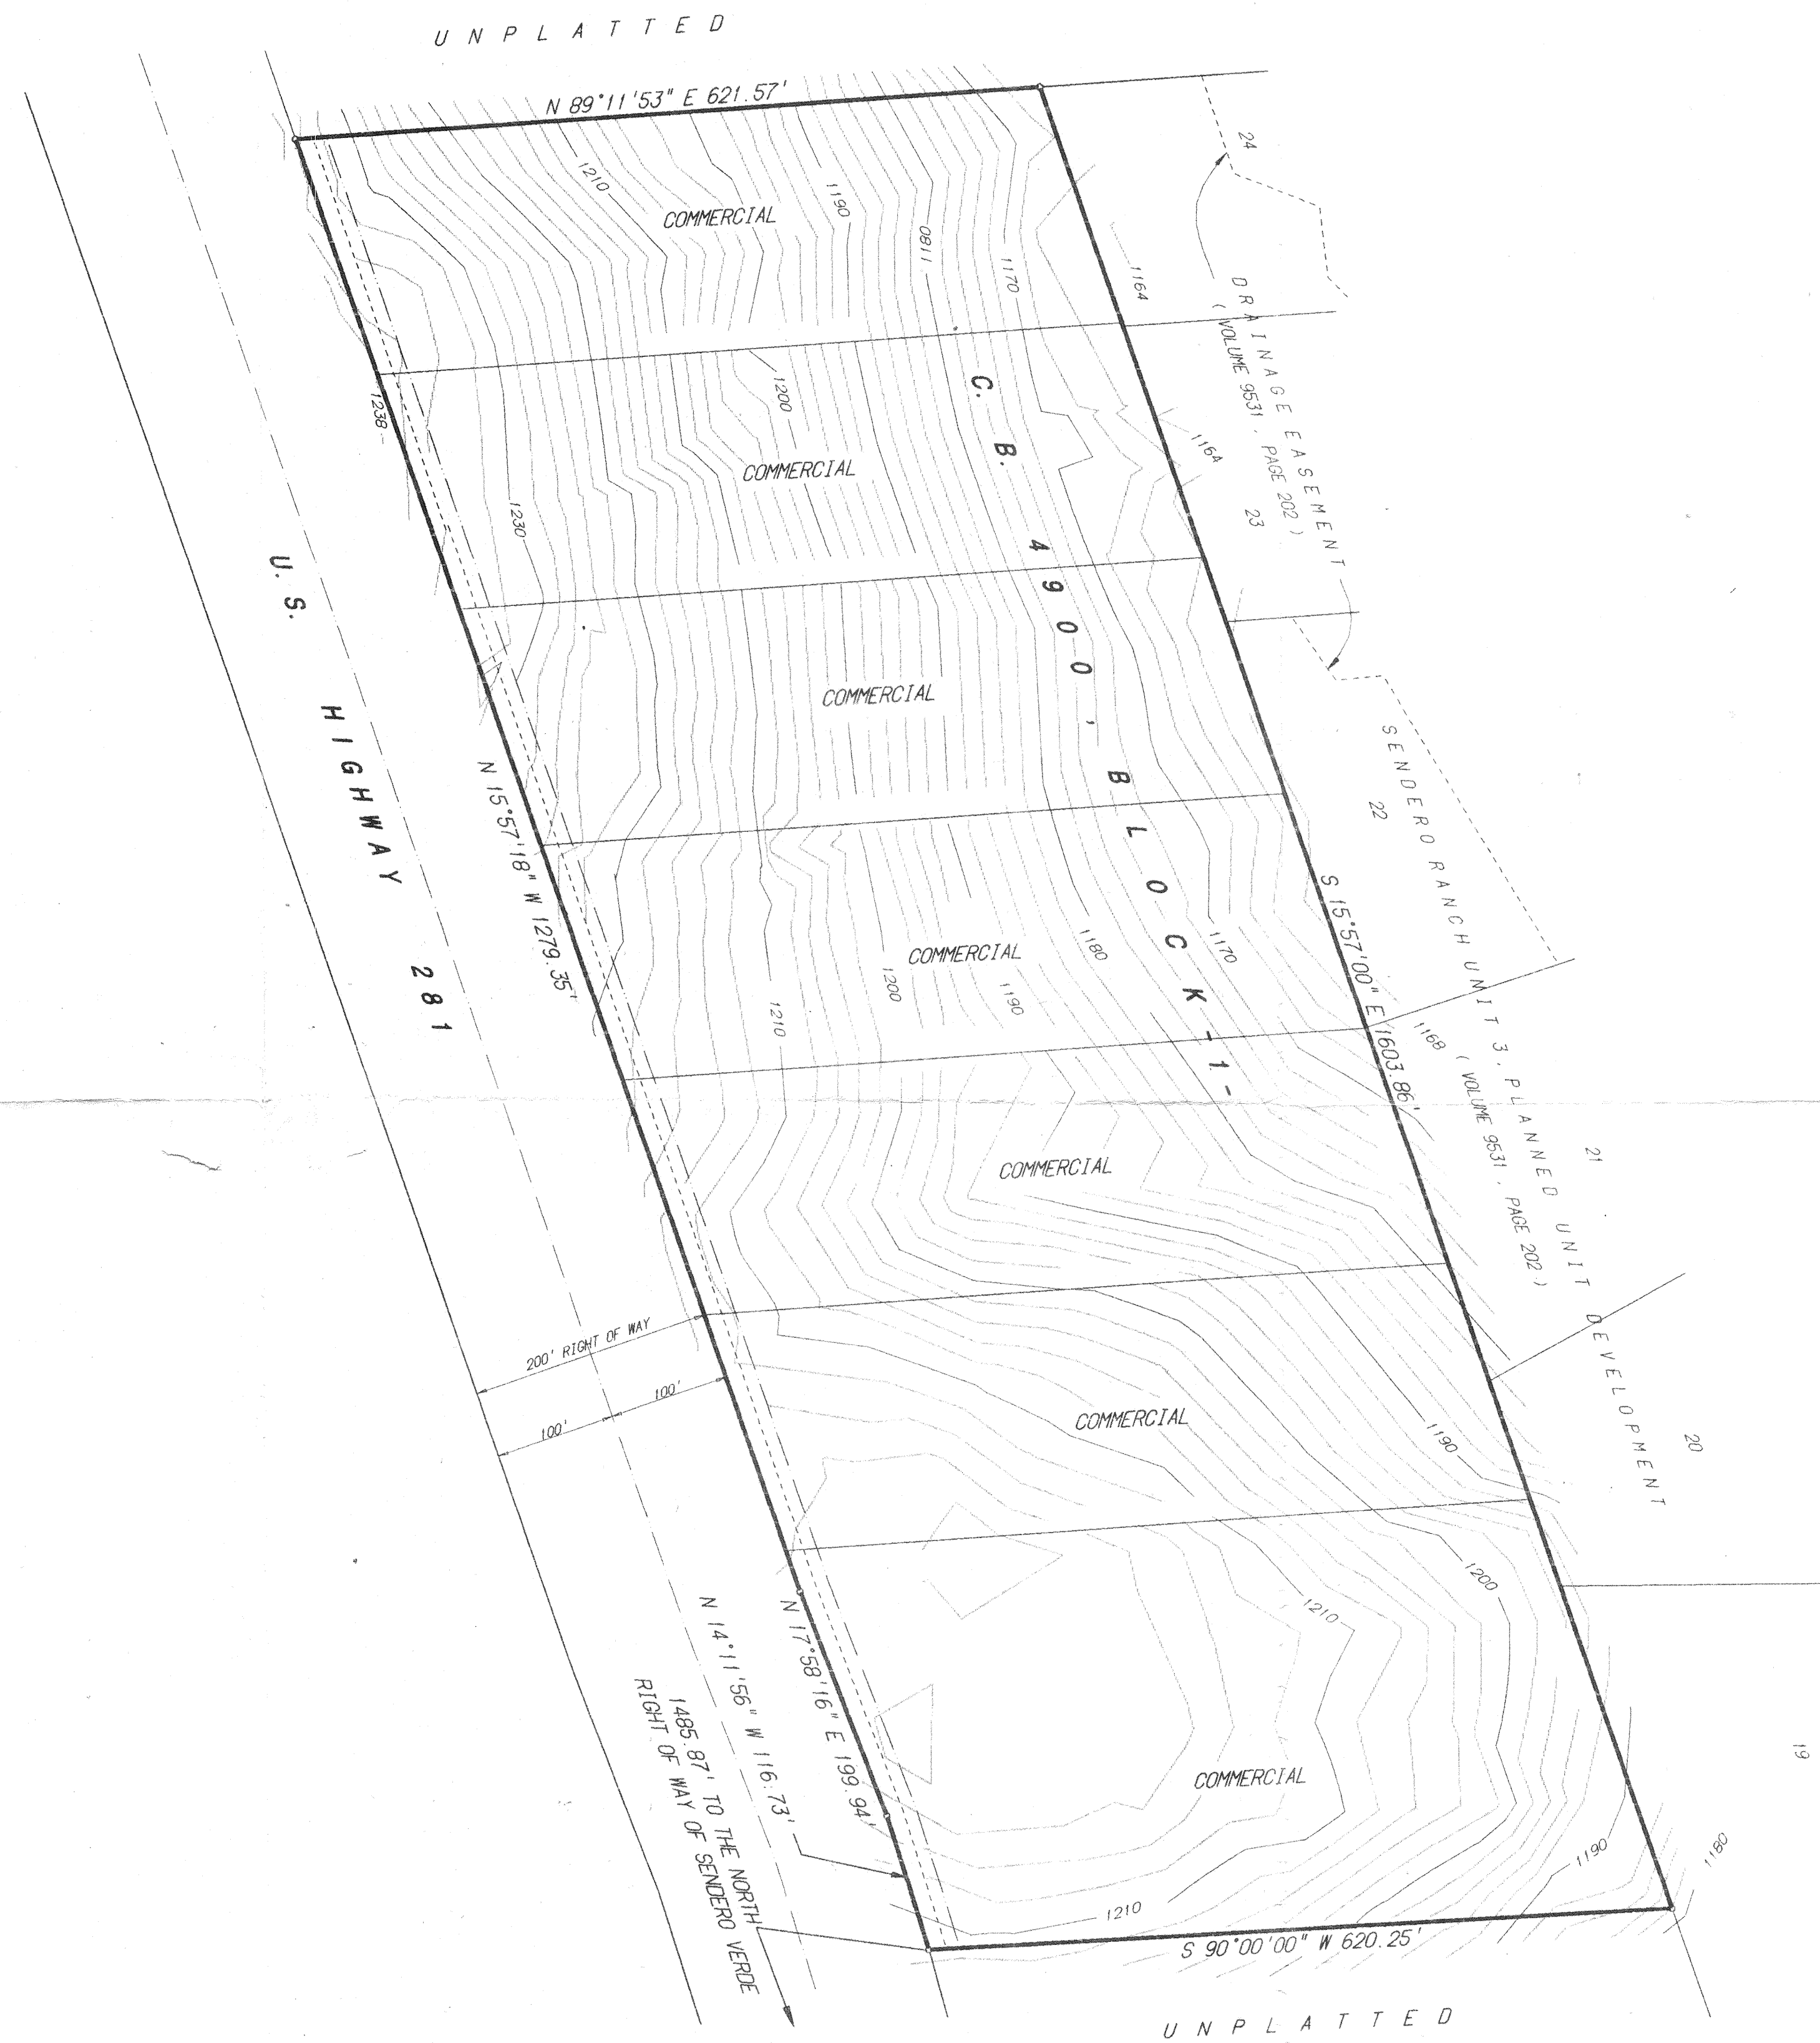 UNPLATTED
N 89°11'53" E 621.57'
24
1210
COMMERCIAL
1190
1180
1170
1164
DRAINAGE EASEMENT
( VOLUME 9531 , PAGE 202 )
C. B. 4900, BLOCK -1-
1238
1200
COMMERCIAL
1164
23
1230
U. S. HIGHWAY 281
COMMERCIAL
SENDERO RANCH UNIT 3, PLANNED UNIT DEVELOPMENT
( VOLUME 9531 , PAGE 202 )
22
N 15°57'18" W 1279.35'
S 15°57'00" E 1603.86'
COMMERCIAL
1180
1170
1200
1190
1210
1168
21
COMMERCIAL
200' RIGHT OF WAY
100'
100'
COMMERCIAL
1190
20
1200
1210
N 17°58'16" E 199.94'
N 14°11'56" W 116.73'
1485.87' TO THE NORTH
RIGHT OF WAY OF SENDERO VERDE
19
COMMERCIAL
1190
1180
1210
S 90°00'00" W 620.25'
UNPLATTED